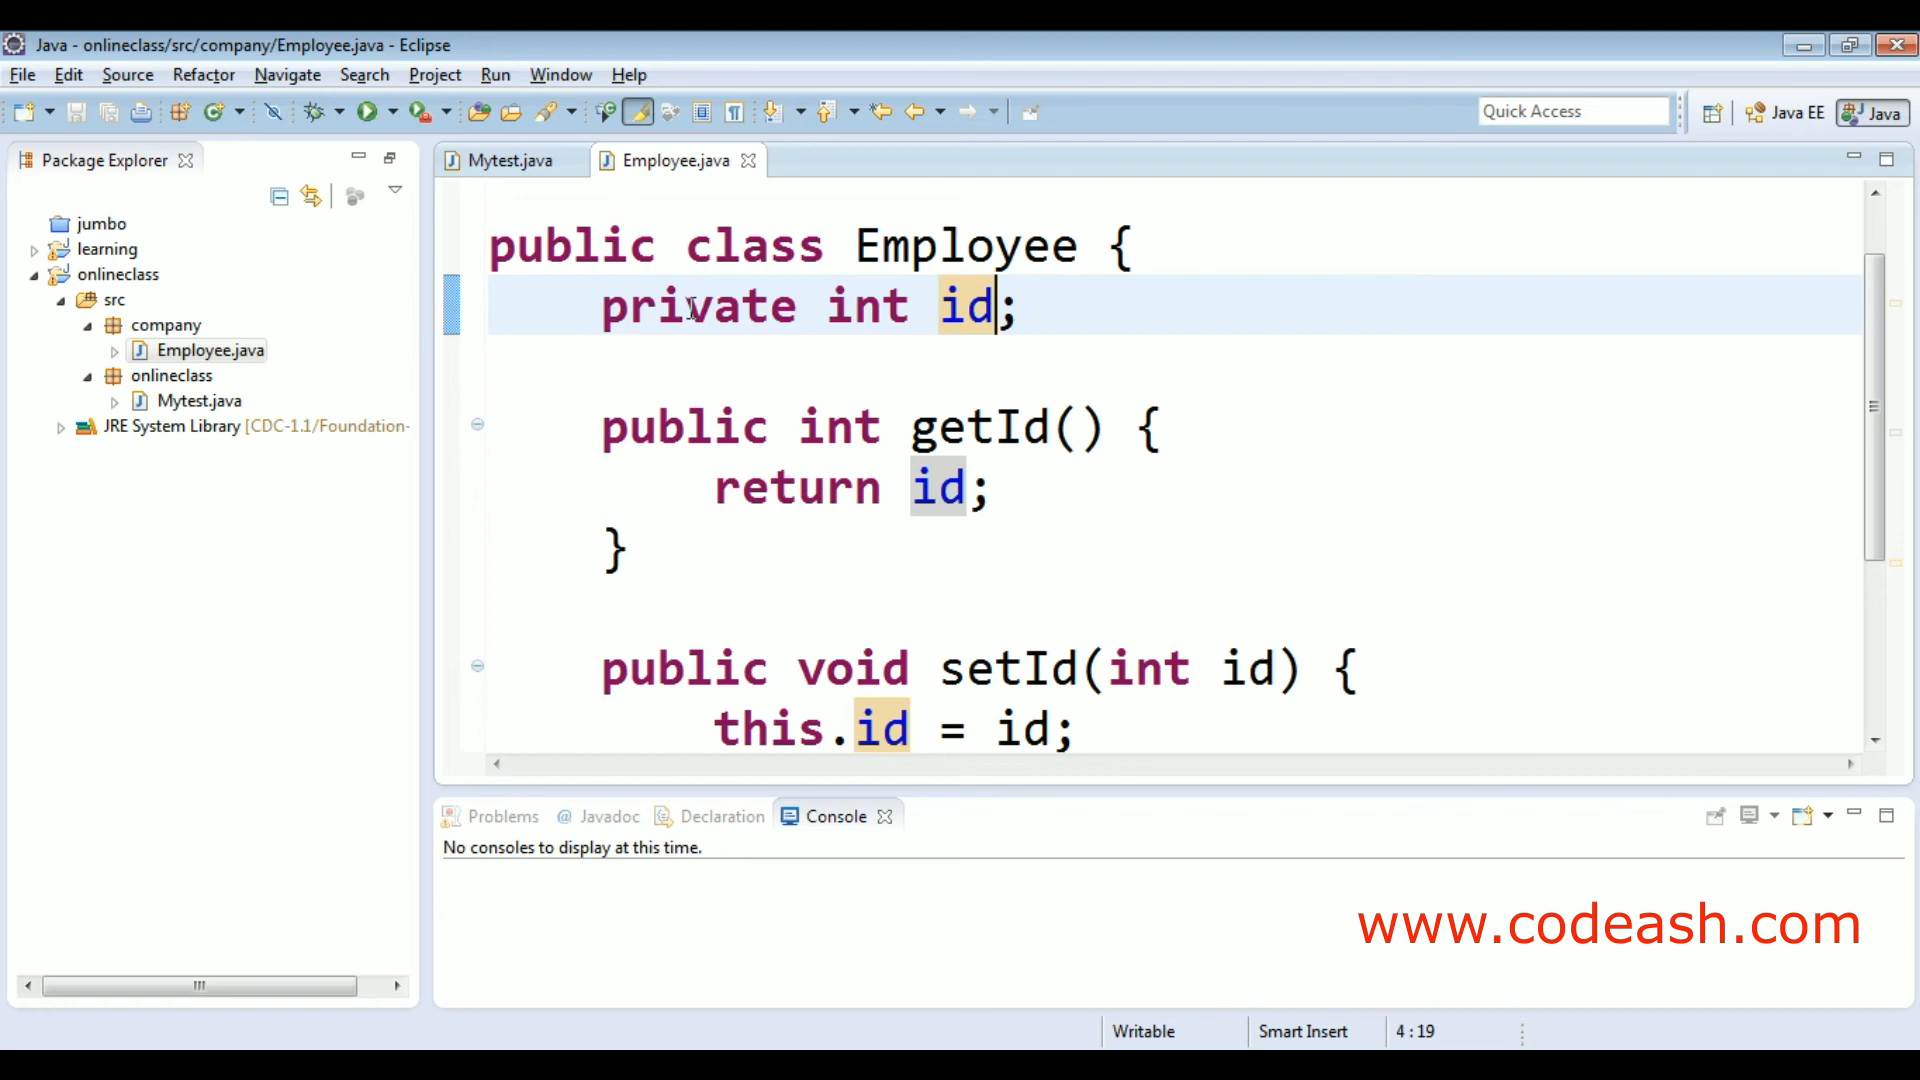 Java - onlineclass/src/company/Employee.java - Eclipse
File Edit Source Refactor Navigate Search Project Run Window Help
Quick Access
Java EE
Java
Package Explorer
jumbo
learning
onlineclass
src
company
Employee.java
onlineclass
Mytest.java
JRE System Library [CDC-1.1/Foundation-
Mytest.java
Employee.java
public class Employee {
private int id;
public int getId() {
return id;
}
public void setId(int id) {
this.id = id;
Problems @ Javadoc Declaration Console
No consoles to display at this time.
www.codeash.com
Writable
Smart Insert
4 : 19